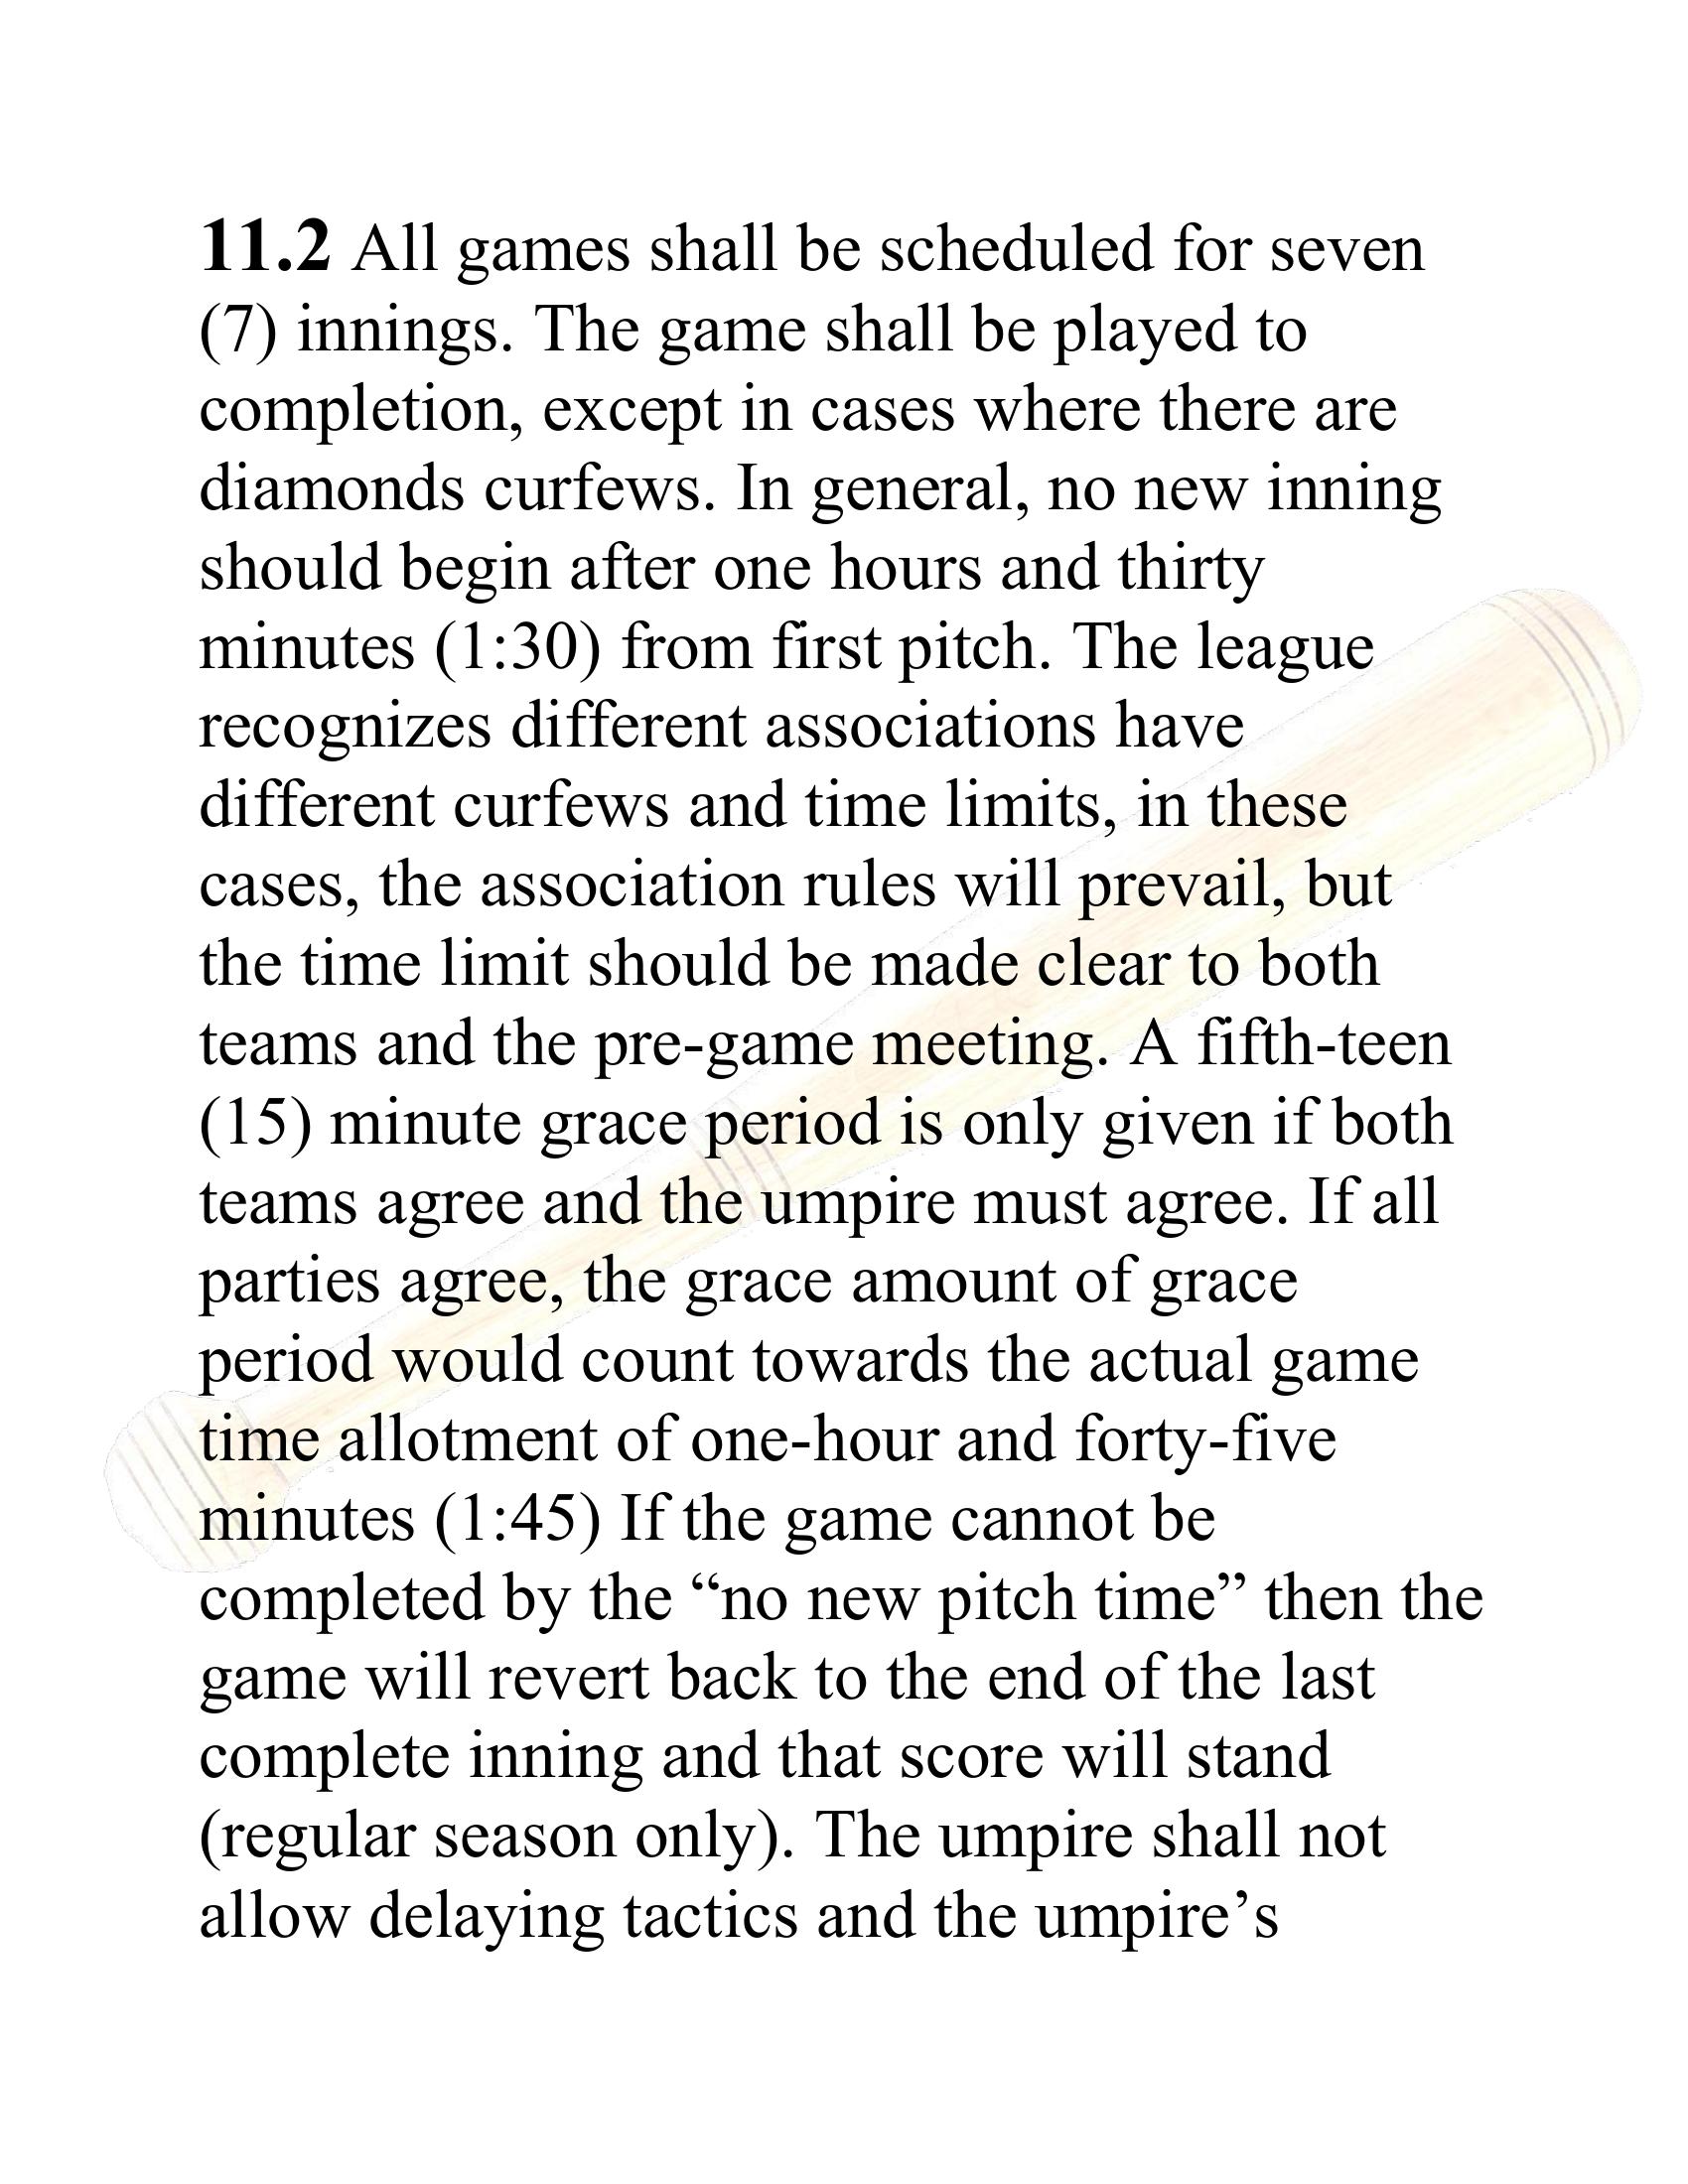 11.2 All games shall be scheduled for seven
(7) innings. The game shall be played to
completion, except in cases where there are
diamonds curfews. In general, no new inning
should begin after one hours and thirty
minutes (1:30) from first pitch. The league
recognizes different associations have
different curfews and time limits, in these
cases, the association rules will prevail, but
the time limit should be made clear to both
teams and the pre-game meeting. A fifth-teen
(15) minute grace period is only given if both
teams agree and the umpire must agree. If all
parties agree, the grace amount of grace
period would count towards the actual game
time allotment of one-hour and forty-five
minutes (1:45) If the game cannot be
completed by the “no new pitch time” then the
game will revert back to the end of the last
complete inning and that score will stand
(regular season only). The umpire shall not
allow delaying tactics and the umpire’s